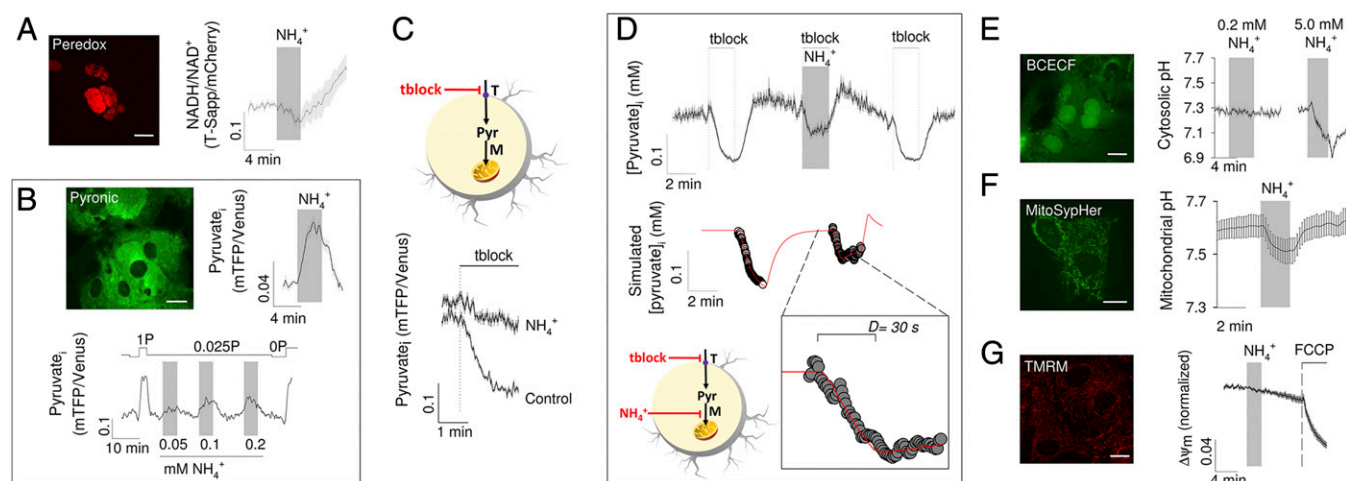 A
Peredox
NADH/NAD⁺
(T-Sapp/mCherry)
NH₄⁺
0.1
4 min
B
Pyronic
Pyruvateᵢ
(mTFP/Venus)
NH₄⁺
0.04
4 min
1P
0.025P
0P
Pyruvateᵢ
(mTFP/Venus)
0.1
10 min
0.05
0.1
0.2
mM NH₄⁺
C
tblock
T
Pyr
M
Pyruvateᵢ (mTFP/Venus)
tblock
NH₄⁺
Control
0.1
1 min
D
tblock
tblock
NH₄⁺
tblock
[Pyruvate]ᵢ (mM)
0.1
2 min
Simulated
[pyruvate]ᵢ (mM)
0.1
2 min
D= 30 s
tblock
T
Pyr
NH₄⁺
M
E
BCECF
0.2 mM
NH₄⁺
5.0 mM
NH₄⁺
Cytosolic pH
7.7
7.5
7.3
7.1
6.9
4 min
F
MitoSypHer
Mitochondrial pH
NH₄⁺
7.7
7.5
7.3
2 min
G
TMRM
Δψm (normalized)
NH₄⁺
FCCP
0.04
4 min